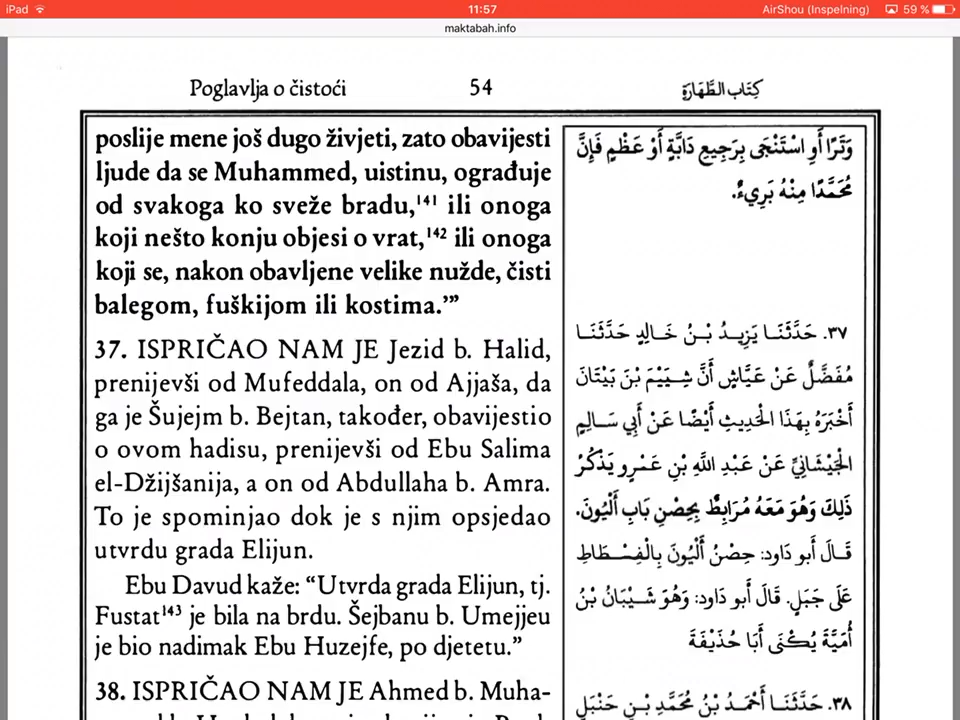 iPad 11:57 AirShou (Inspelning) 59 %
maktabah.info
Poglavlja o čistoći 54 كِتَاب الطَّهَارَةِ
poslije mene još dugo živjeti, zato obavijesti
ljude da se Muhammed, uistinu, ograđuje
od svakoga ko sveže bradu,¹⁴¹ ili onoga
koji nešto konju objesi o vrat,¹⁴² ili onoga
koji se, nakon obavljene velike nužde, čisti
balegom, fuškijom ili kostima.’”
37. ISPRIČAO NAM JE Jezid b. Halid,
prenijevši od Mufeddala, on od Ajjaša, da
ga je Šujejm b. Bejtan, također, obavijestio
o ovom hadisu, prenijevši od Ebu Salima
el-Džijšanija, a on od Abdullaha b. Amra.
To je spominjao dok je s njim opsjedao
utvrdu grada Elijun.
Ebu Davud kaže: “Utvrda grada Elijun, tj.
Fustat¹⁴³ je bila na brdu. Šejbanu b. Umejjeu
je bio nadimak Ebu Huzejfe, po djetetu.”
38. ISPRIČAO NAM JE Ahmed b. Muha-
وَتَرًا أَوِ اسْتَنْجَى بِرَجِيعِ دَابَّةٍ أَوْ عَظْمٍ فَإِنَّ
مُحَمَّدًا مِنْهُ بَرِيءٌ.
٣٧. حَدَّثَنَا يَزِيدُ بْنُ خَالِدٍ حَدَّثَنَا
مُفَضَّلٌ عَنْ عَيَّاشٍ أَنَّ شِيَيْمَ بْنَ بَيْتَانَ
أَخْبَرَهُ بِهَذَا الْحَدِيثِ أَيْضًا عَنْ أَبِي سَالِمٍ
الْجَيْشَانِيِّ عَنْ عَبْدِ اللَّهِ بْنِ عَمْرٍو يَذْكُرُ
ذَلِكَ وَهُوَ مَعَهُ مُرَابِطٌ بِحِصْنِ بَابِ أَلْيُونَ.
قَالَ أَبو دَاود: حِصْنُ أَلْيُونَ بِالْفِسْطَاطِ
عَلَى جَبَلٍ. قَالَ أَبو دَاود: وَهُوَ شَيْبَانُ بْنُ
أُمَيَّةَ يُكْنَى أَبَا حُذَيْفَةَ
٣٨. حَدَّثَنَا أَحْمَدُ بْنُ مُحَمَّدِ بْنِ حَنْبَلٍ